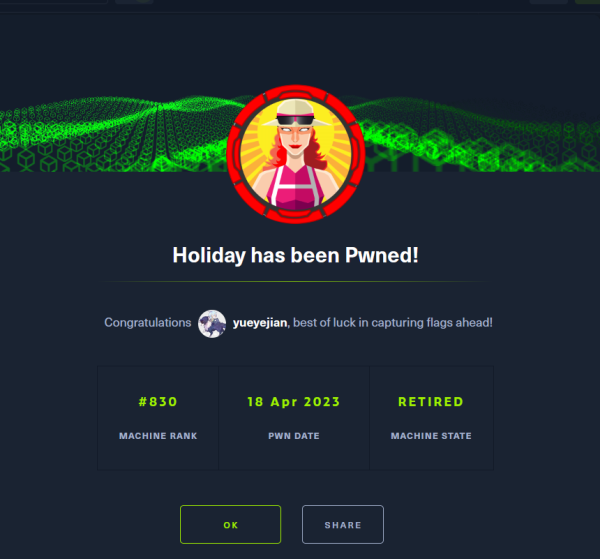 Holiday has been Pwned!
Congratulations yueyejian, best of luck in capturing flags ahead!
#830 18 Apr 2023 RETIRED
MACHINE RANK PWN DATE MACHINE STATE
OK SHARE